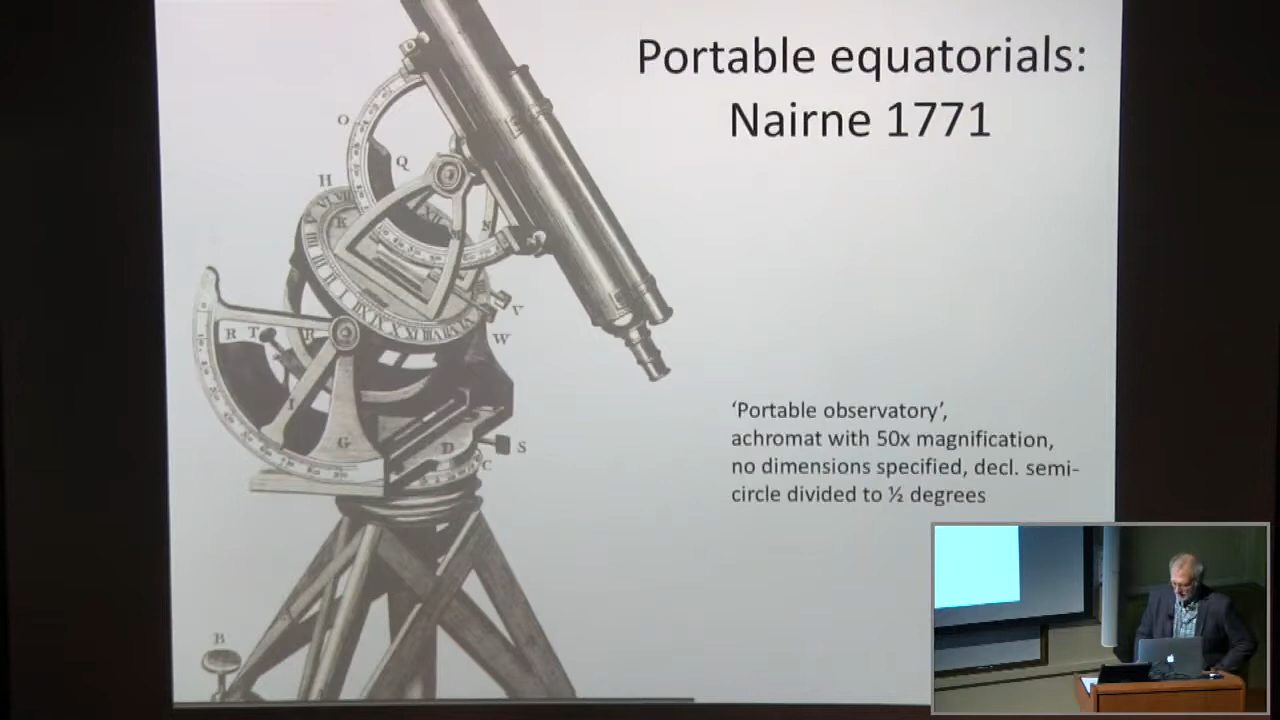 Portable equatorials:
Nairne 1771
O
Q
H
K
XII
N
M
V
W
R T R
I
G
D
S
C
B
‘Portable observatory’,
achromat with 50x magnification,
no dimensions specified, decl. semi-
circle divided to ½ degrees